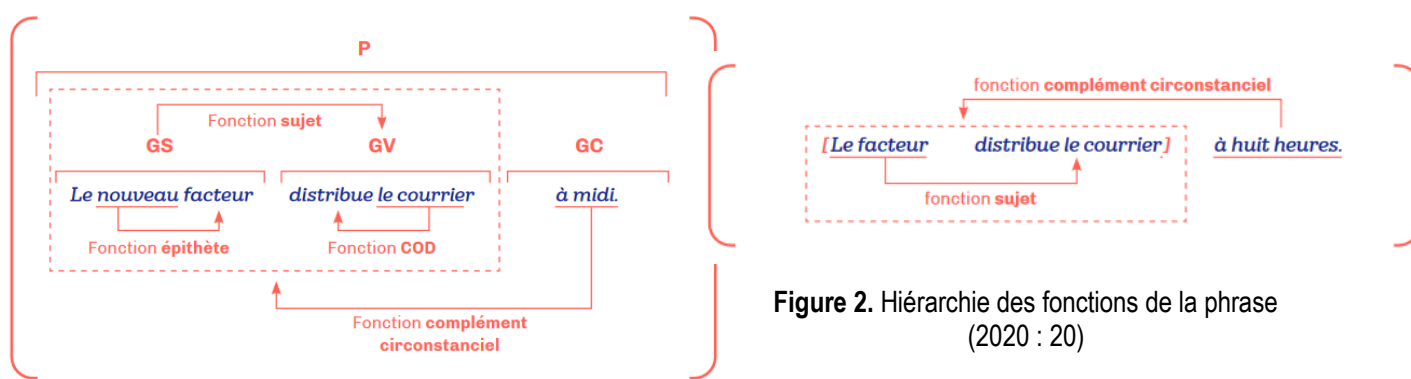 P
Fonction sujet
GS GV GC
Le nouveau facteur distribue le courrier à midi.
Fonction épithète Fonction COD
Fonction complément
circonstanciel
fonction complément circonstanciel
[Le facteur distribue le courrier] à huit heures.
fonction sujet
Figure 2. Hiérarchie des fonctions de la phrase
(2020 : 20)